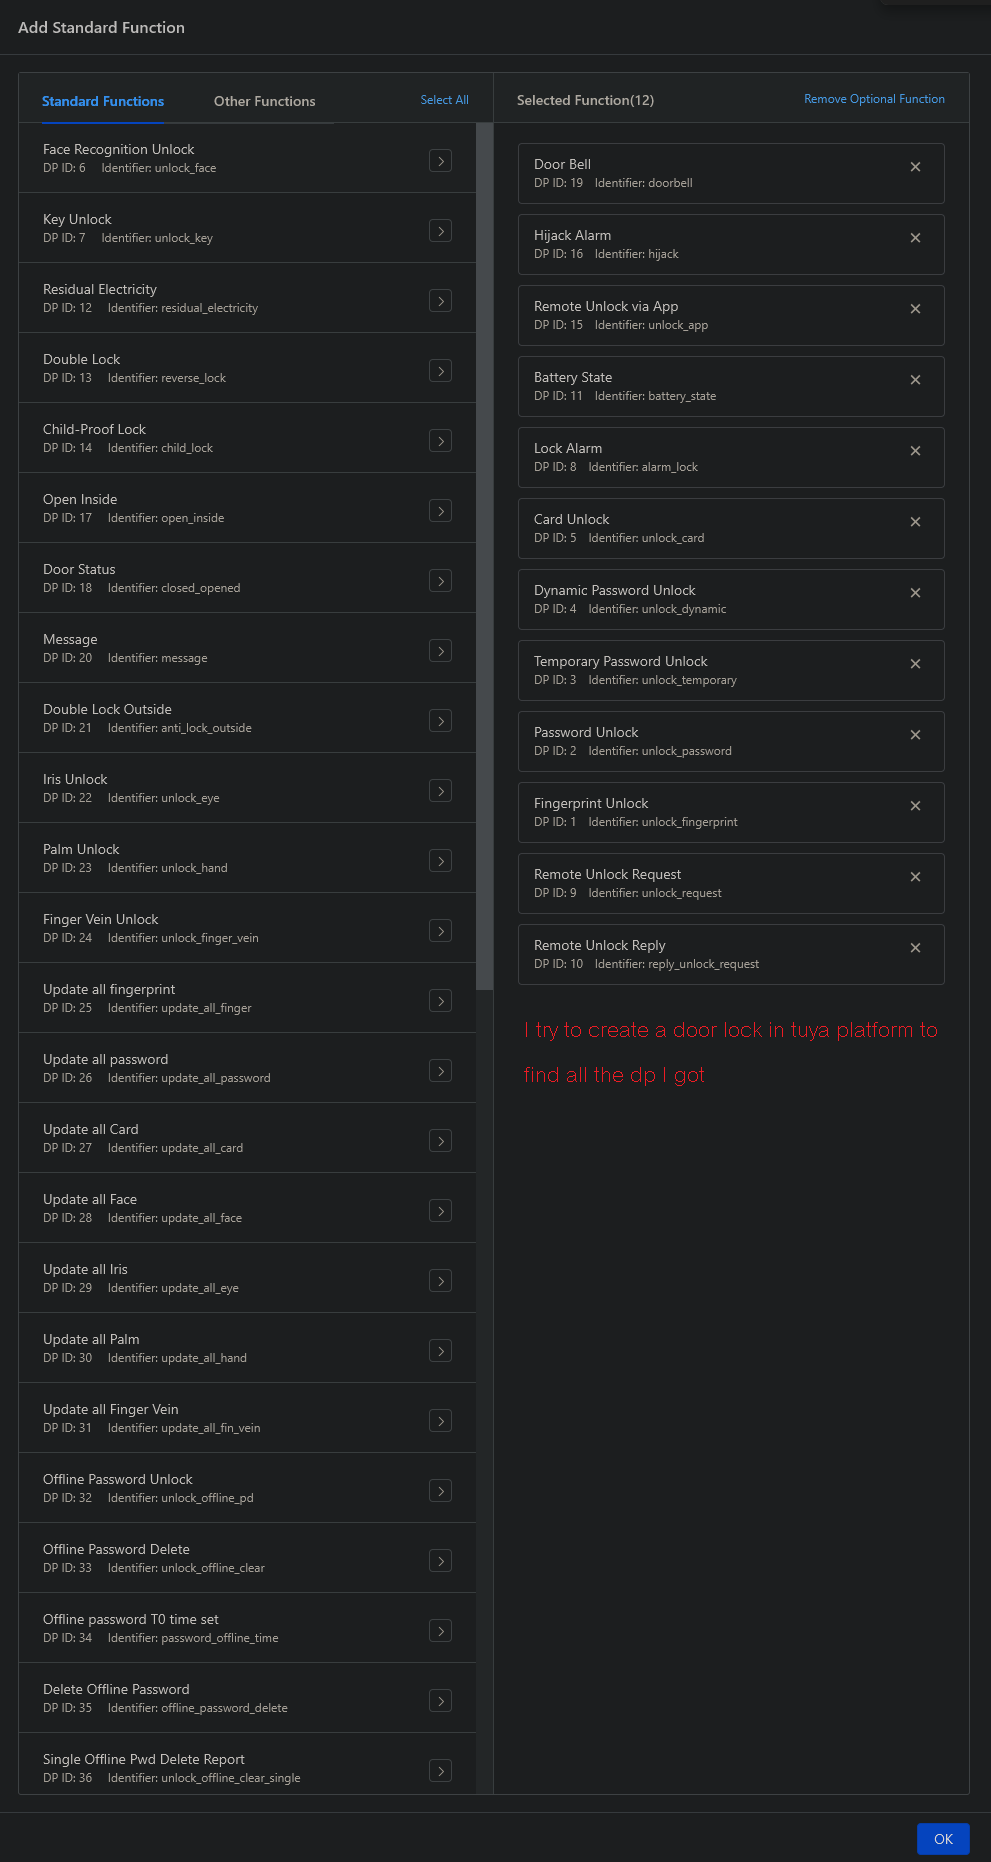 Add Standard Function
Standard Functions
Other Functions
Select All
Face Recognition Unlock
DP ID: 6 Identifier: unlock_face
Key Unlock
DP ID: 7 Identifier: unlock_key
Residual Electricity
DP ID: 12 Identifier: residual_electricity
Double Lock
DP ID: 13 Identifier: reverse_lock
Child-Proof Lock
DP ID: 14 Identifier: child_lock
Open Inside
DP ID: 17 Identifier: open_inside
Door Status
DP ID: 18 Identifier: closed_opened
Message
DP ID: 20 Identifier: message
Double Lock Outside
DP ID: 21 Identifier: anti_lock_outside
Iris Unlock
DP ID: 22 Identifier: unlock_eye
Palm Unlock
DP ID: 23 Identifier: unlock_hand
Finger Vein Unlock
DP ID: 24 Identifier: unlock_finger_vein
Update all fingerprint
DP ID: 25 Identifier: update_all_finger
Update all password
DP ID: 26 Identifier: update_all_password
Update all Card
DP ID: 27 Identifier: update_all_card
Update all Face
DP ID: 28 Identifier: update_all_face
Update all Iris
DP ID: 29 Identifier: update_all_eye
Update all Palm
DP ID: 30 Identifier: update_all_hand
Update all Finger Vein
DP ID: 31 Identifier: update_all_fin_vein
Offline Password Unlock
DP ID: 32 Identifier: unlock_offline_pd
Offline Password Delete
DP ID: 33 Identifier: unlock_offline_clear
Offline password T0 time set
DP ID: 34 Identifier: password_offline_time
Delete Offline Password
DP ID: 35 Identifier: offline_password_delete
Single Offline Pwd Delete Report
DP ID: 36 Identifier: unlock_offline_clear_single
Selected Function(12)
Remove Optional Function
Door Bell
DP ID: 19 Identifier: doorbell
Hijack Alarm
DP ID: 16 Identifier: hijack
Remote Unlock via App
DP ID: 15 Identifier: unlock_app
Battery State
DP ID: 11 Identifier: battery_state
Lock Alarm
DP ID: 8 Identifier: alarm_lock
Card Unlock
DP ID: 5 Identifier: unlock_card
Dynamic Password Unlock
DP ID: 4 Identifier: unlock_dynamic
Temporary Password Unlock
DP ID: 3 Identifier: unlock_temporary
Password Unlock
DP ID: 2 Identifier: unlock_password
Fingerprint Unlock
DP ID: 1 Identifier: unlock_fingerprint
Remote Unlock Request
DP ID: 9 Identifier: unlock_request
Remote Unlock Reply
DP ID: 10 Identifier: reply_unlock_request
I try to create a door lock in tuya platform to
find all the dp I got
OK